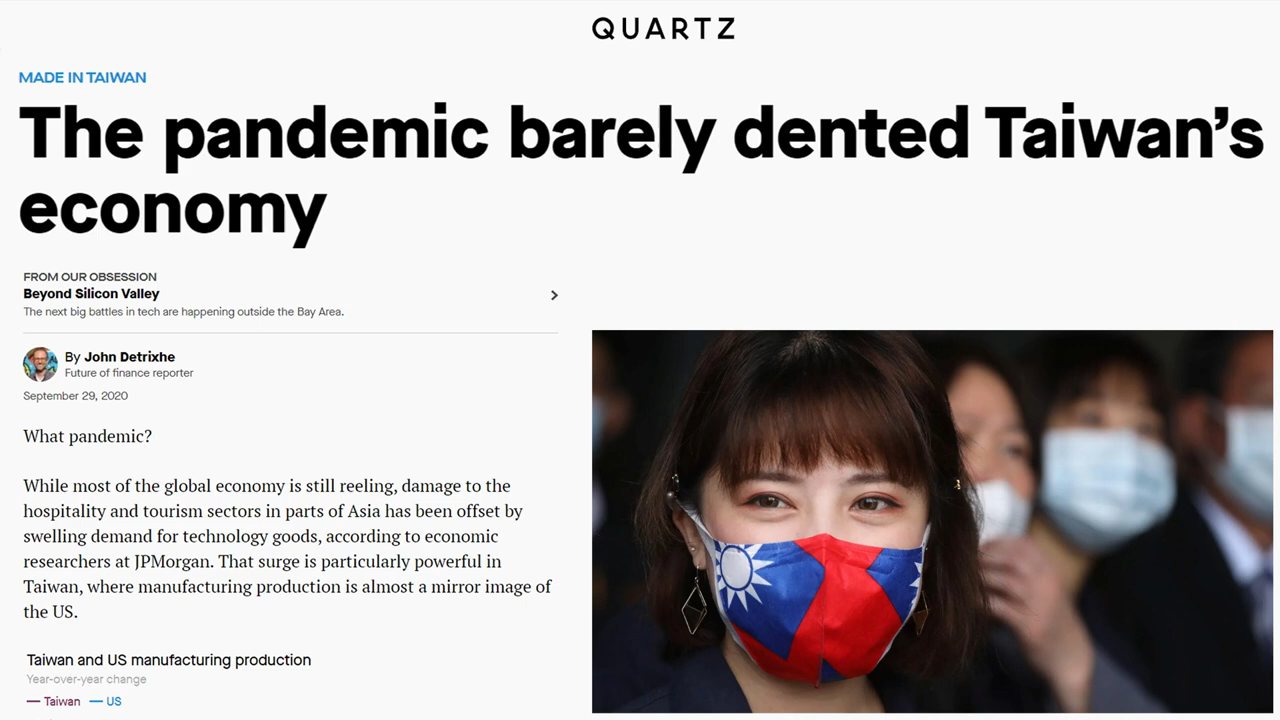 QUARTZ
MADE IN TAIWAN
The pandemic barely dented Taiwan’s
economy
FROM OUR OBSESSION
Beyond Silicon Valley
The next big battles in tech are happening outside the Bay Area.
By John Detrixhe
Future of finance reporter
September 29, 2020
What pandemic?
While most of the global economy is still reeling, damage to the
hospitality and tourism sectors in parts of Asia has been offset by
swelling demand for technology goods, according to economic
researchers at JPMorgan. That surge is particularly powerful in
Taiwan, where manufacturing production is almost a mirror image of
the US.
Taiwan and US manufacturing production
Year-over-year change
Taiwan US